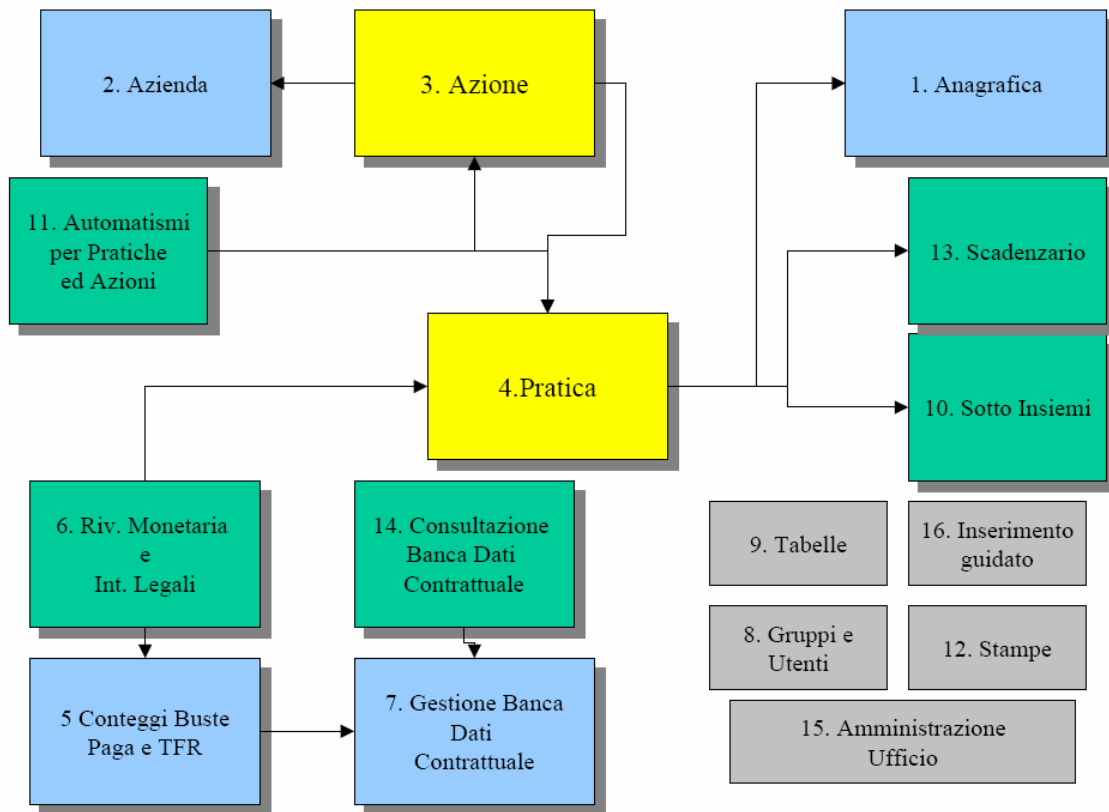 2. Azienda
3. Azione
1. Anagrafica
11. Automatismi
per Pratiche
ed Azioni
13. Scadenzario
4.Pratica
10. Sotto Insiemi
6. Riv. Monetaria
e
Int. Legali
14. Consultazione
Banca Dati
Contrattuale
9. Tabelle
16. Inserimento
guidato
8. Gruppi e
Utenti
12. Stampe
5 Conteggi Buste
Paga e TFR
7. Gestione Banca
Dati
Contrattuale
15. Amministrazione
Ufficio